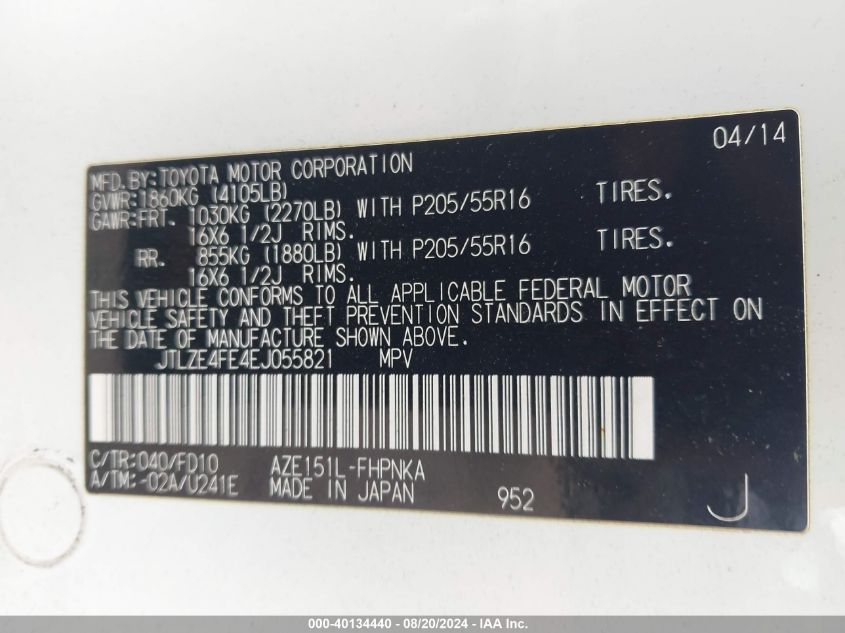 04/14
MFD.BY:TOYOTA MOTOR CORPORATION
GVWR:1860KG (4105LB)
GAWR:FRT. 1030KG (2270LB) WITH P205/55R16 TIRES.
16X6 1/2J RIMS.
RR. 855KG (1880LB) WITH P205/55R16 TIRES.
16X6 1/2J RIMS.
THIS VEHICLE CONFORMS TO ALL APPLICABLE FEDERAL MOTOR
VEHICLE SAFETY AND THEFT PREVENTION STANDARDS IN EFFECT ON
THE DATE OF MANUFACTURE SHOWN ABOVE.
JTLZE4FE4EJ055821 MPV
C/TR:040/FD10 AZE151L-FHPNKA
A/TM:-02A/U241E MADE IN JAPAN 952 J
000-40134440 - 08/20/2024 - IAA Inc.